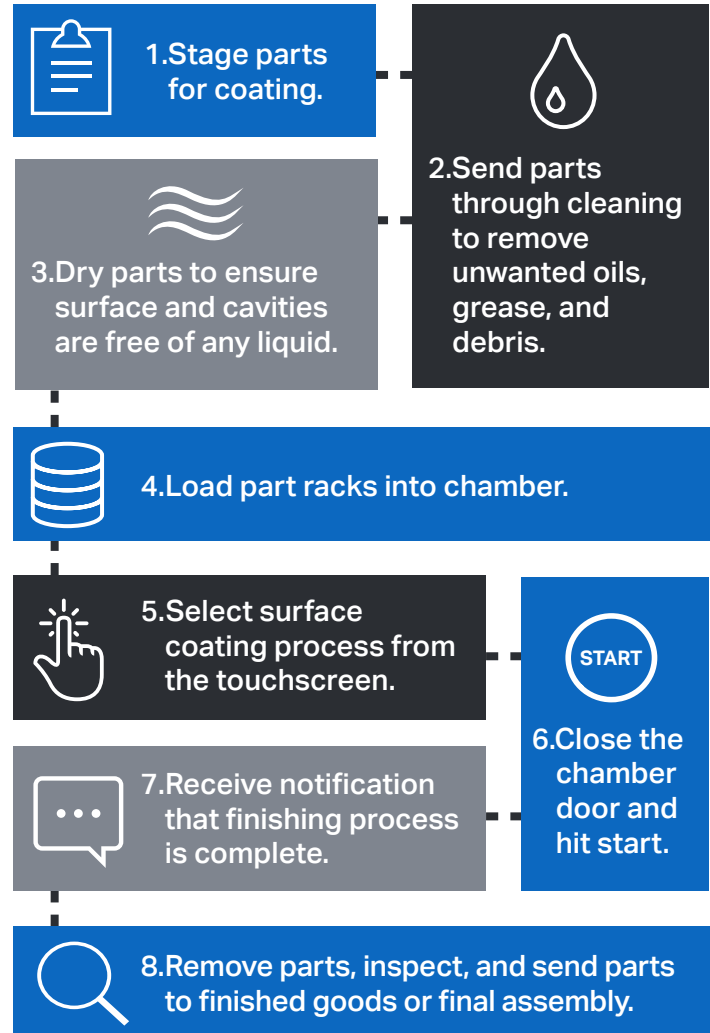 1.Stage parts
for coating.
2.Send parts
through cleaning
to remove
unwanted oils,
grease, and
debris.
3.Dry parts to ensure
surface and cavities
are free of any liquid.
4.Load part racks into chamber.
5.Select surface
coating process from
the touchscreen.
START
6.Close the
chamber
door and
hit start.
7.Receive notification
that finishing process
is complete.
8.Remove parts, inspect, and send parts
to finished goods or final assembly.